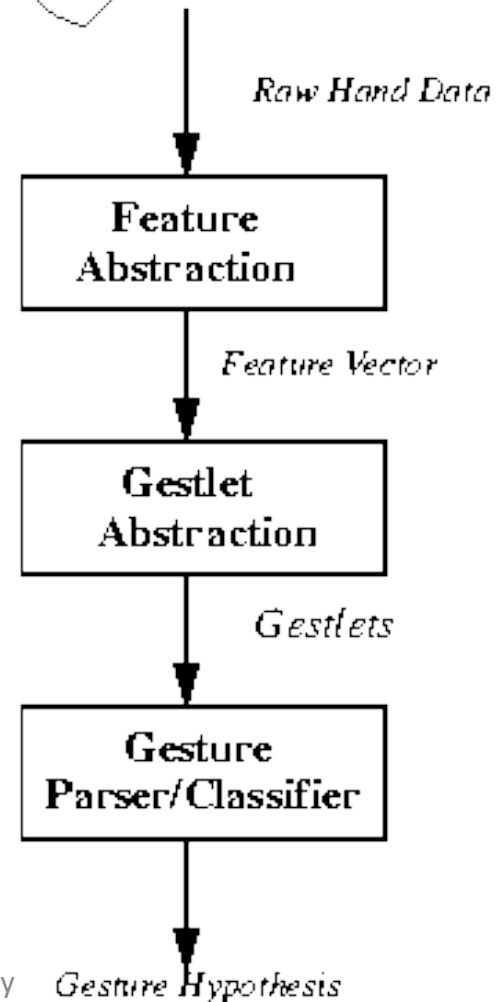 Raw Hand Data
Feature
Abstraction
Feature Vector
Gestlet
Abstraction
Gestlets
Gesture
Parser/Classifier
y
Gesture Hypothesis